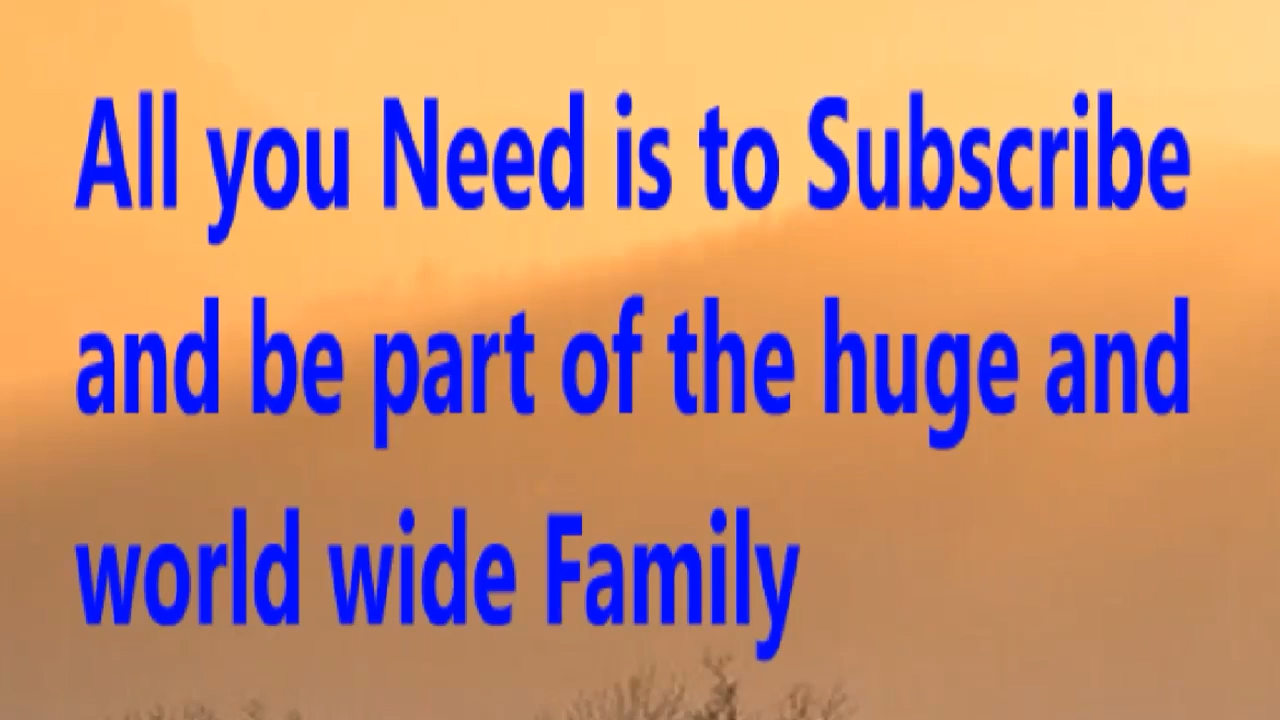 All you Need is to Subscribe
and be part of the huge and
world wide Family